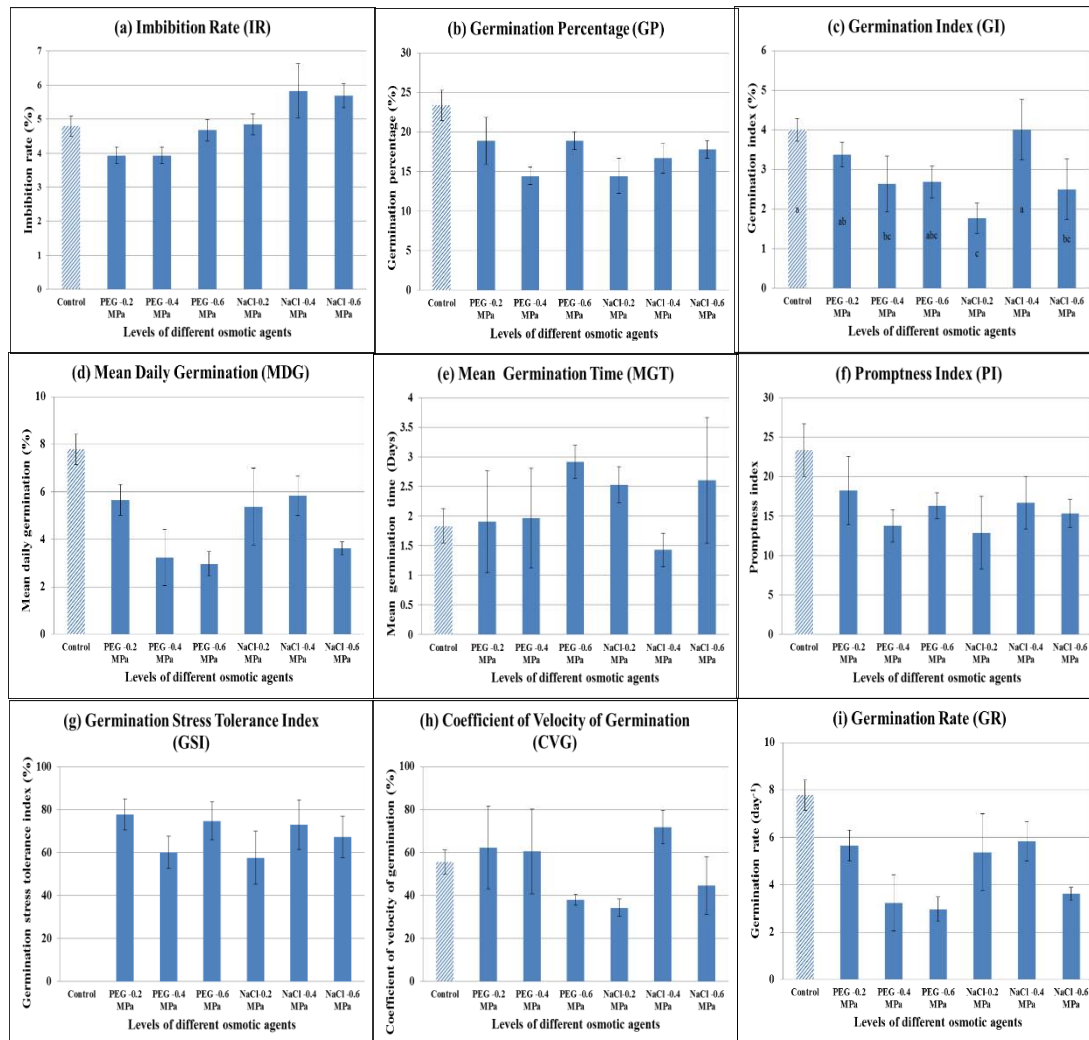 (a) Imbibition Rate (IR)
Imbibition rate (%)
7
6
5
4
3
2
1
0
Control
PEG -0.2 MPa
PEG -0.4 MPa
PEG -0.6 MPa
NaCl-0.2 MPa
NaCl -0.4 MPa
NaCl -0.6 MPa
Levels of different osmotic agents
(b) Germination Percentage (GP)
Germination percentage (%)
30
25
20
15
10
5
0
Control
PEG -0.2 MPa
PEG -0.4 MPa
PEG -0.6 MPa
NaCl-0.2 MPa
NaCl -0.4 MPa
NaCl -0.6 MPa
Levels of different osmotic agents
(c) Germination Index (GI)
Germination index (%)
6
5
4
3
2
1
0
a
ab
bc
abc
c
a
bc
Control
PEG -0.2 MPa
PEG -0.4 MPa
PEG -0.6 MPa
NaCl-0.2 MPa
NaCl -0.4 MPa
NaCl -0.6 MPa
Levels of different osmotic agents
(d) Mean Daily Germination (MDG)
Mean daily germination (%)
10
8
6
4
2
0
Control
PEG -0.2 MPa
PEG -0.4 MPa
PEG -0.6 MPa
NaCl-0.2 MPa
NaCl -0.4 MPa
NaCl -0.6 MPa
Levels of different osmotic agents
(e) Mean Germination Time (MGT)
Mean germination time (Days)
4
3.5
3
2.5
2
1.5
1
0.5
0
Control
PEG -0.2 MPa
PEG -0.4 MPa
PEG -0.6 MPa
NaCl-0.2 MPa
NaCl -0.4 MPa
NaCl -0.6 MPa
Levels of different osmotic agents
(f) Promptness Index (PI)
Promptness index
30
25
20
15
10
5
0
Control
PEG -0.2 MPa
PEG -0.4 MPa
PEG -0.6 MPa
NaCl-0.2 MPa
NaCl -0.4 MPa
NaCl -0.6 MPa
Levels of different osmotic agents
(g) Germination Stress Tolerance Index
(GSI)
Germination stress tolerance index (%)
100
80
60
40
20
0
Control
PEG -0.2 MPa
PEG -0.4 MPa
PEG -0.6 MPa
NaCl-0.2 MPa
NaCl -0.4 MPa
NaCl -0.6 MPa
Levels of different osmotic agents
(h) Coefficient of Velocity of Germination
(CVG)
Coefficient of velocity of germination (%)
100
80
60
40
20
0
Control
PEG -0.2 MPa
PEG -0.4 MPa
PEG -0.6 MPa
NaCl-0.2 MPa
NaCl -0.4 MPa
NaCl -0.6 MPa
Levels of different osmotic agents
(i) Germination Rate (GR)
Germination rate (day-1)
10
8
6
4
2
0
Control
PEG -0.2 MPa
PEG -0.4 MPa
PEG -0.6 MPa
NaCl-0.2 MPa
NaCl -0.4 MPa
NaCl -0.6 MPa
Levels of different osmotic agents